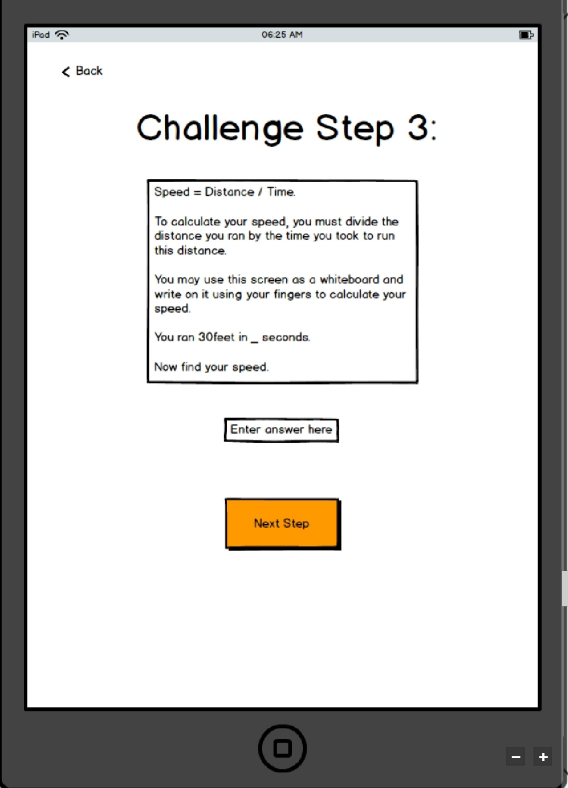 iPod 06:25 AM
< Back
Challenge Step 3:
Speed = Distance / Time.
To calculate your speed, you must divide the
distance you ran by the time you took to run
this distance.
You may use this screen as a whiteboard and
write on it using your fingers to calculate your
speed.
You ran 30feet in _ seconds.
Now find your speed.
Enter answer here
Next Step